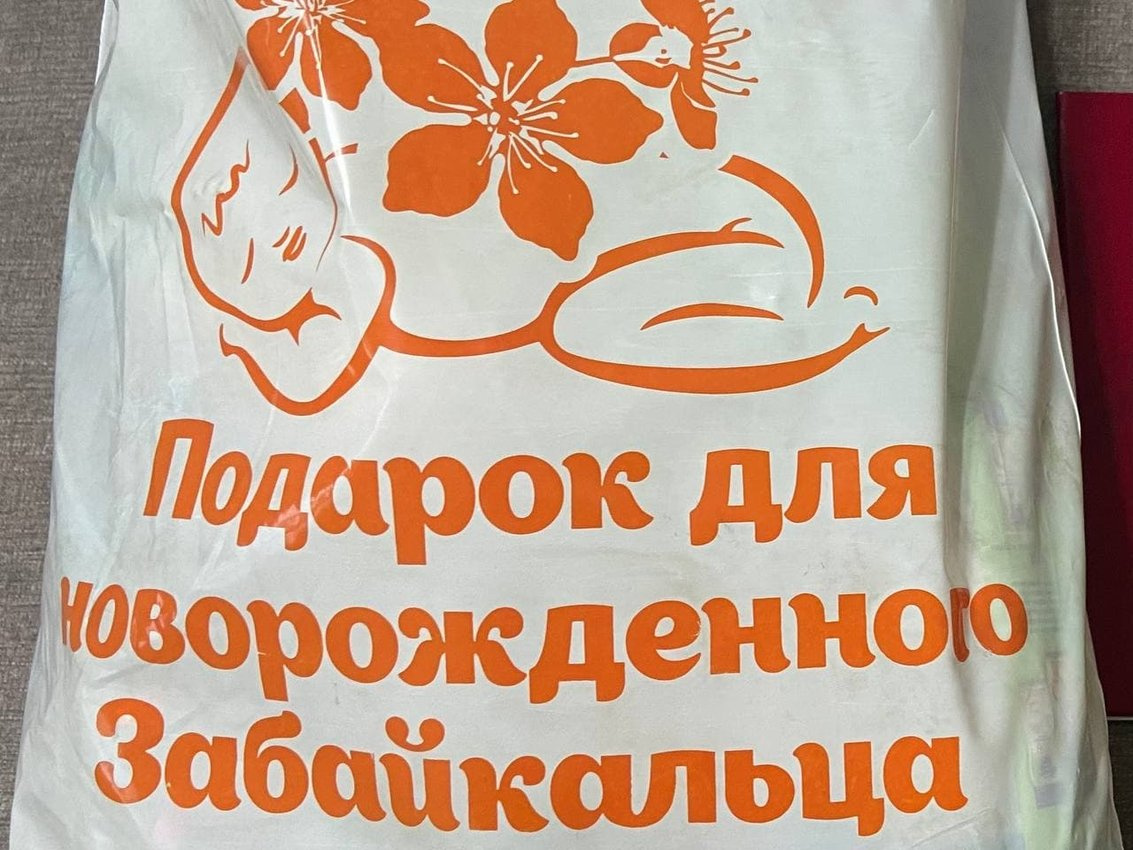 Подарок для
новорожденного
Забайкальца